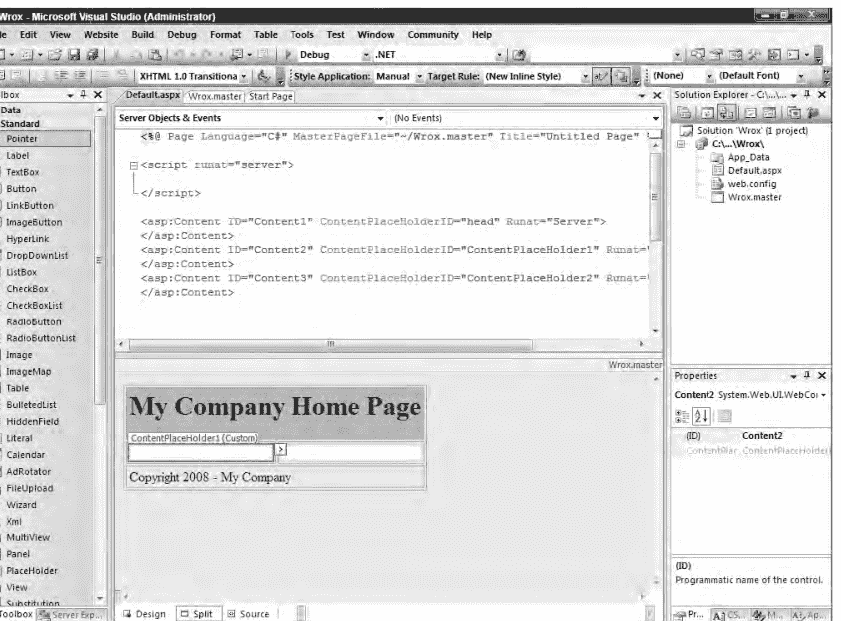 Wrox - Microsoft Visual Studio (Administrator)
Edit View Website Build Debug Format Table Tools Test Window Community Help
Debug .NET
XHTML 1.0 Transitiona Style Application: Manual Target Rule: (New Inline Style) (None) (Default Font)
Default.aspx Wrox.master Start Page
Server Objects & Events (No Events)
<%@ Page Language="C#" MasterPageFile="~/Wrox.master" Title="Untitled Page"
<script runat="server">
</script>
<asp:Content ID="Content1" ContentPlaceHolderID="head" Runat="Server">
</asp:Content>
<asp:Content ID="Content2" ContentPlaceHolderID="ContentPlaceHolder1" Runat="
</asp:Content>
<asp:Content ID="Content3" ContentPlaceHolderID="ContentPlaceHolder2" Runat="
</asp:Content>
Data
Standard
Pointer
Label
TextBox
Button
LinkButton
ImageButton
HyperLink
DropDownList
ListBox
CheckBox
CheckBoxList
RadioButton
RadioButtonList
Image
ImageMap
Table
BulletedList
HiddenField
Literal
Calendar
AdRotator
FileUpload
Wizard
Xml
MultiView
Panel
PlaceHolder
View
Substitution
Toolbox Server Exp...
Wrox.master
My Company Home Page
ContentPlaceHolder1 (Custom)
Copyright 2008 - My Company
Design Split Source
Solution Explorer - C:\...\...
Solution 'Wrox' (1 project)
C:\...\Wrox\
App_Data
Default.aspx
web.config
Wrox.master
Properties
Content2 System.Web.UI.WebCo
(ID) Content2
ContentPlac ContentPlaceHolder
(ID)
Programmatic name of the control.
Pr... CS... M... Ap...